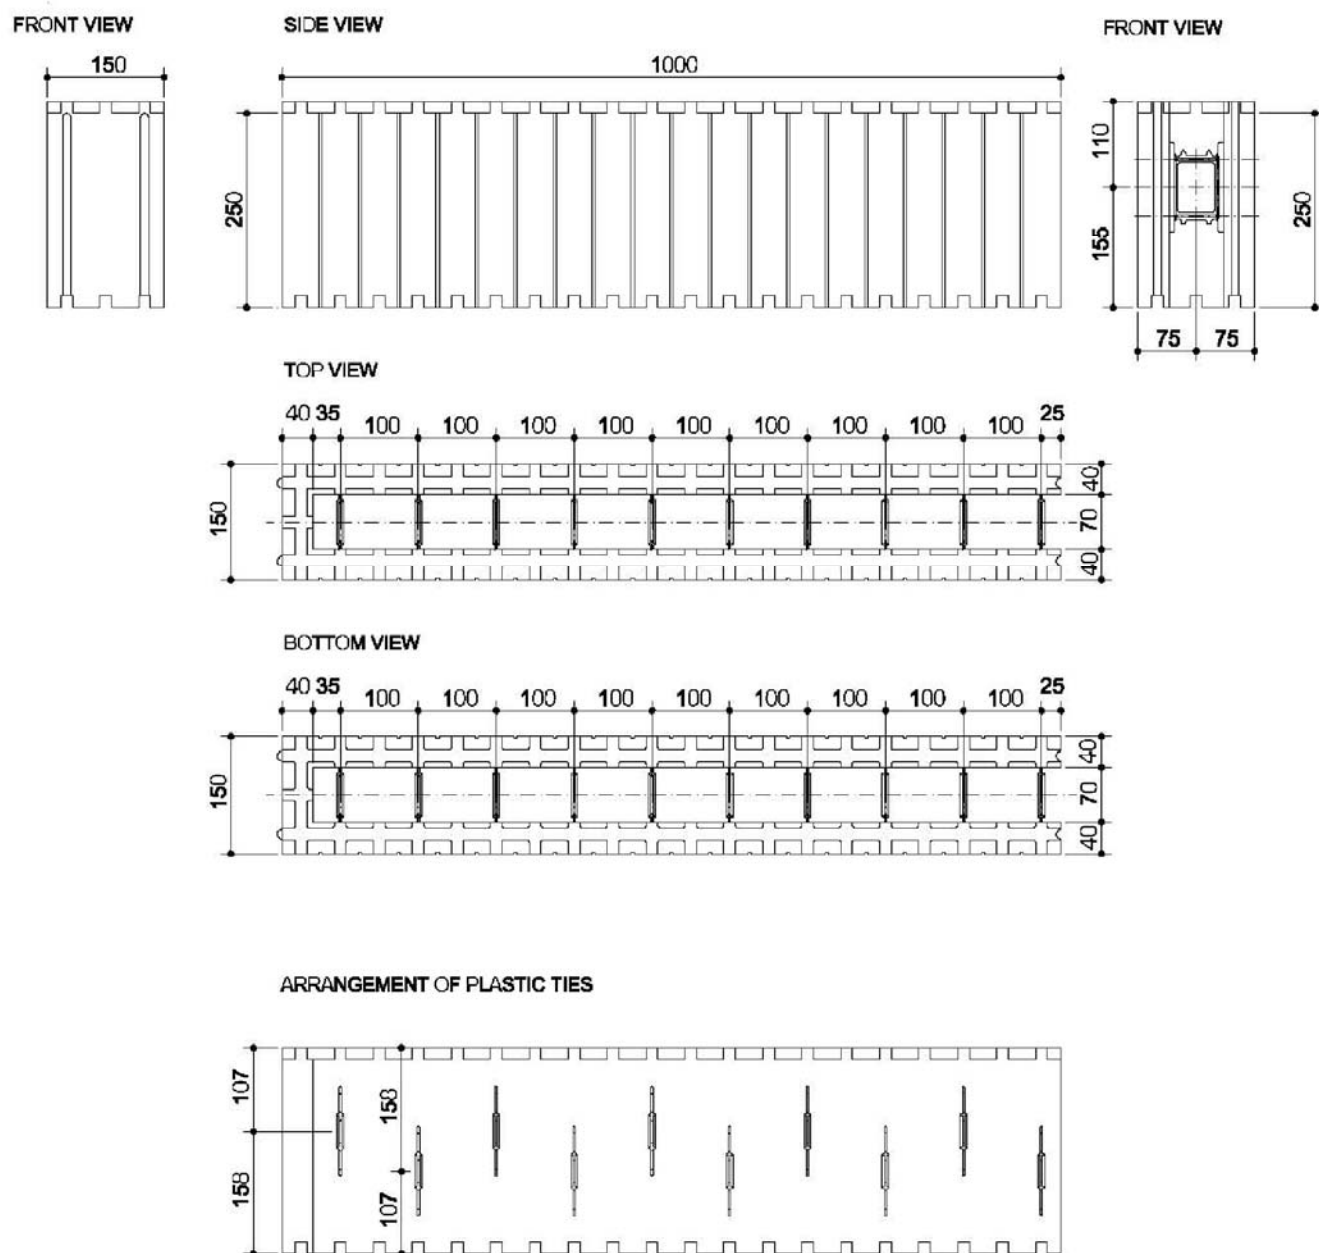 FRONT VIEW
SIDE VIEW
FRONT VIEW
150
1000
250
110
155
250
75 75
TOP VIEW
40 35 100 100 100 100 100 100 100 100 100 25
150
40
70
40
BOTTOM VIEW
40 35 100 100 100 100 100 100 100 100 100 25
150
40
70
40
ARRANGEMENT OF PLASTIC TIES
107
158
158
107